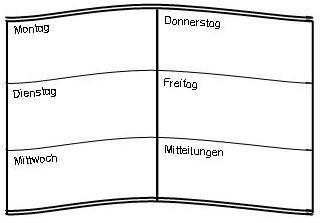 Montag
Dienstag
Mittwoch
Donnerstag
Freitag
Mitteilungen